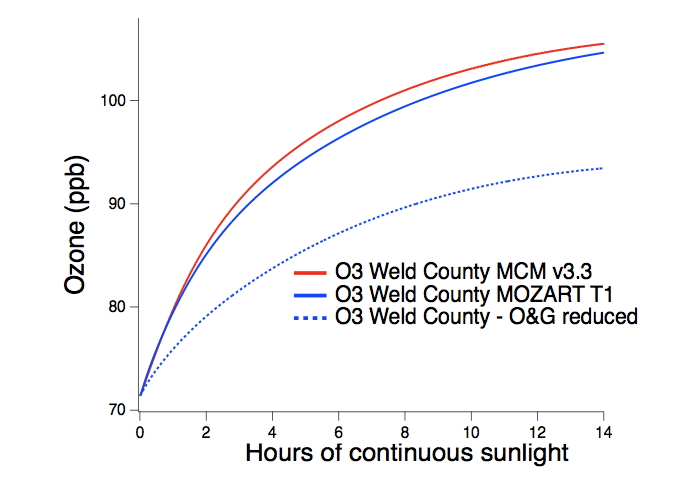 Ozone (ppb)
100
90
80
70
O3 Weld County MCM v3.3
O3 Weld County MOZART T1
O3 Weld County - O&G reduced
0 2 4 6 8 10 12 14
Hours of continuous sunlight